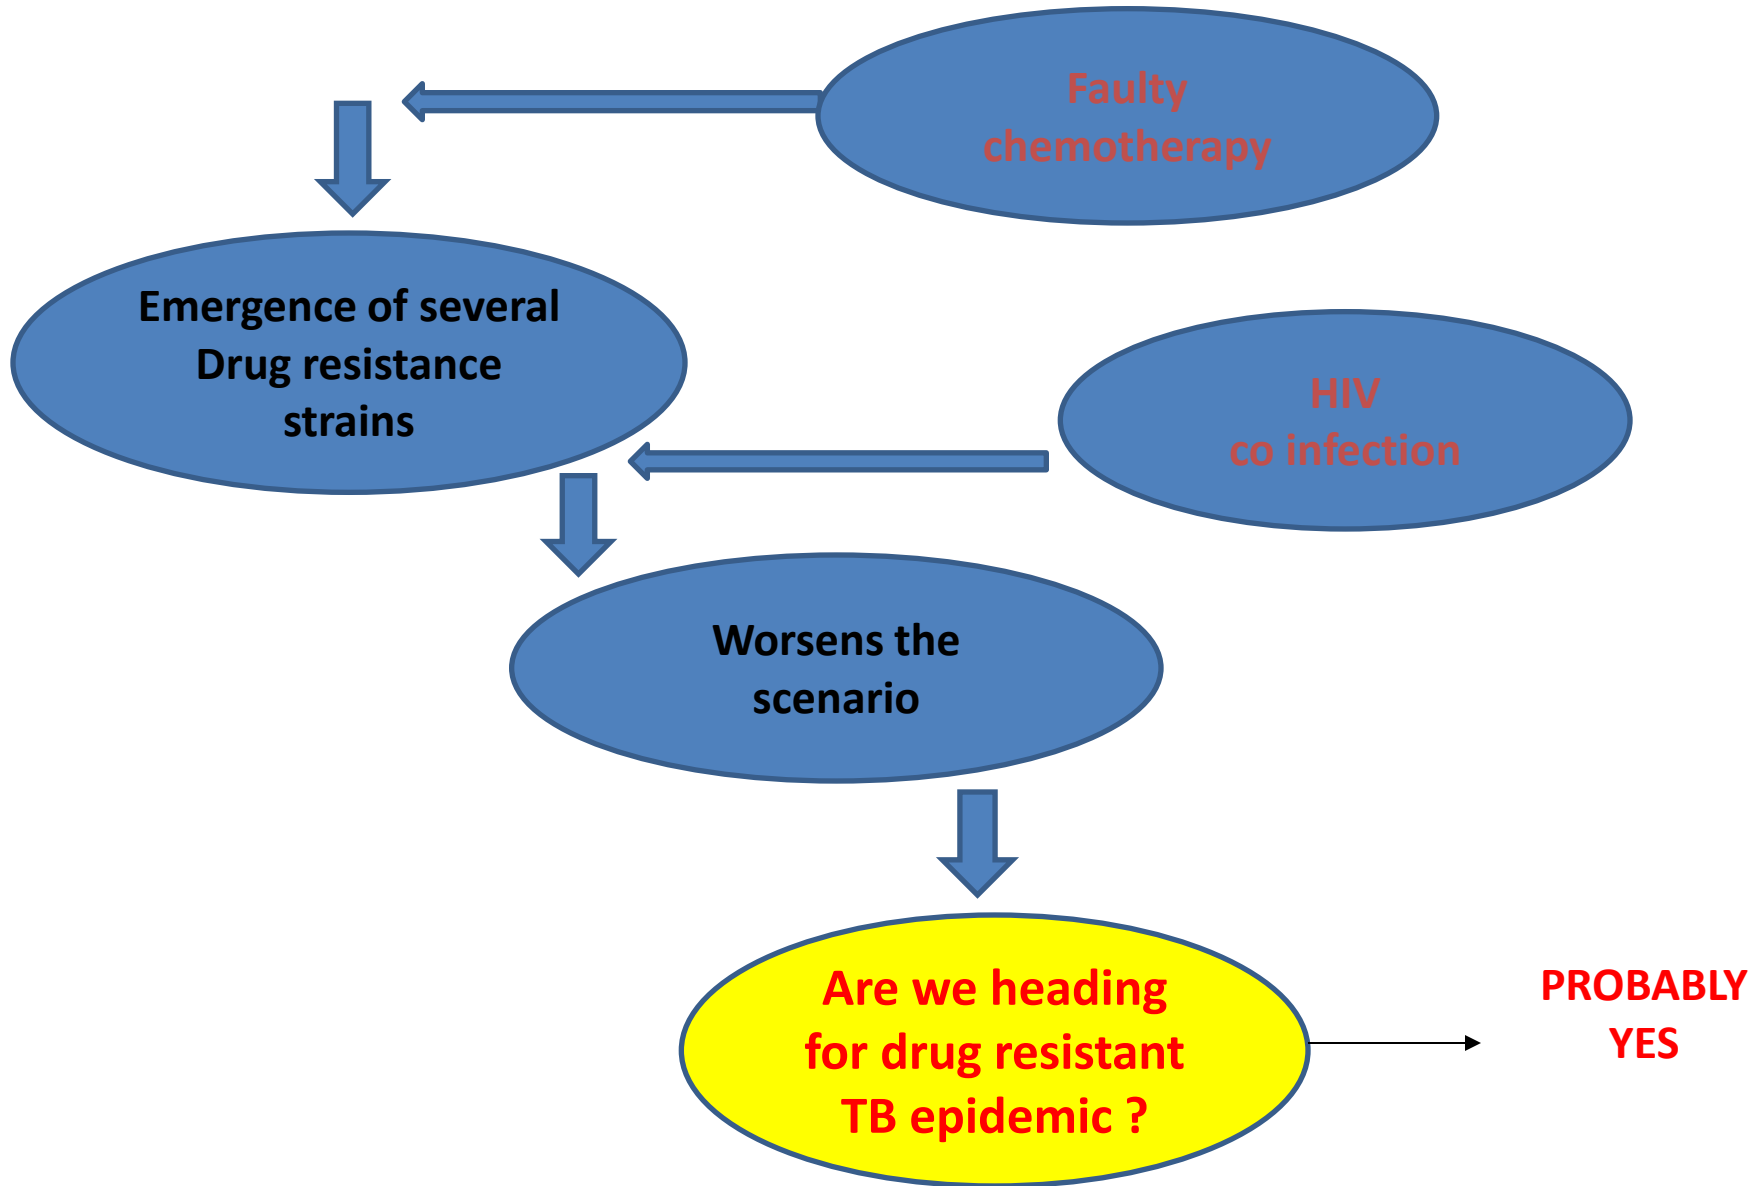 Faulty
chemotherapy
Emergence of several
Drug resistance
strains
HIV
co infection
Worsens the
scenario
Are we heading
for drug resistant
TB epidemic ?
PROBABLY
YES